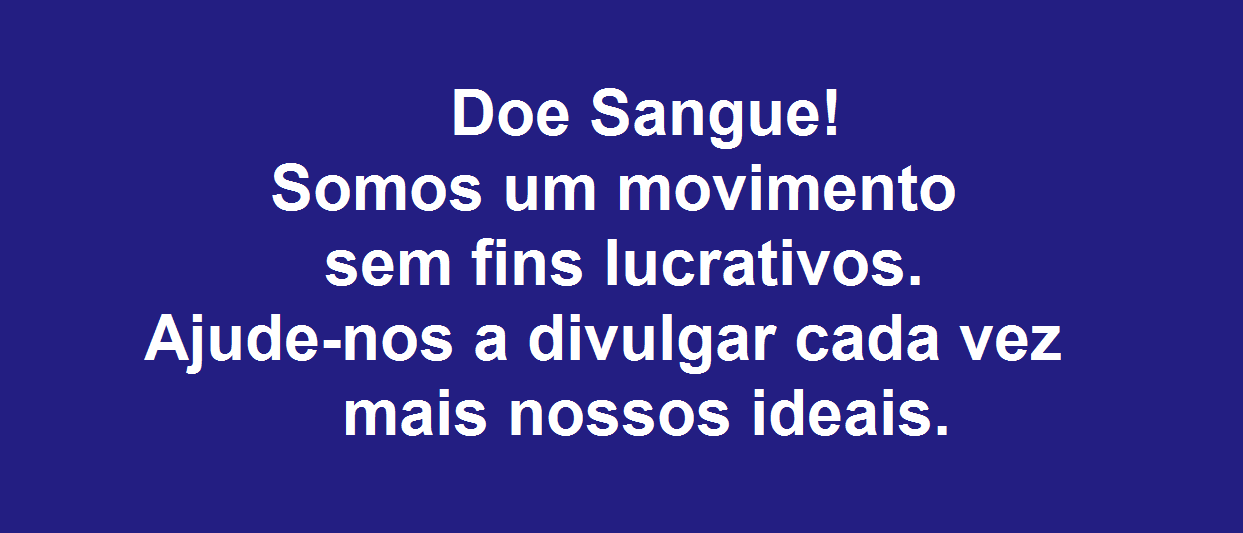 Doe Sangue!
Somos um movimento
sem fins lucrativos.
Ajude-nos a divulgar cada vez
mais nossos ideais.